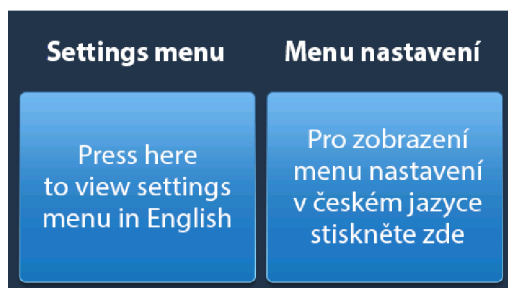 Settings menu
Press here
to view settings
menu in English
Menu nastavení
Pro zobrazení
menu nastavení
v českém jazyce
stiskněte zde